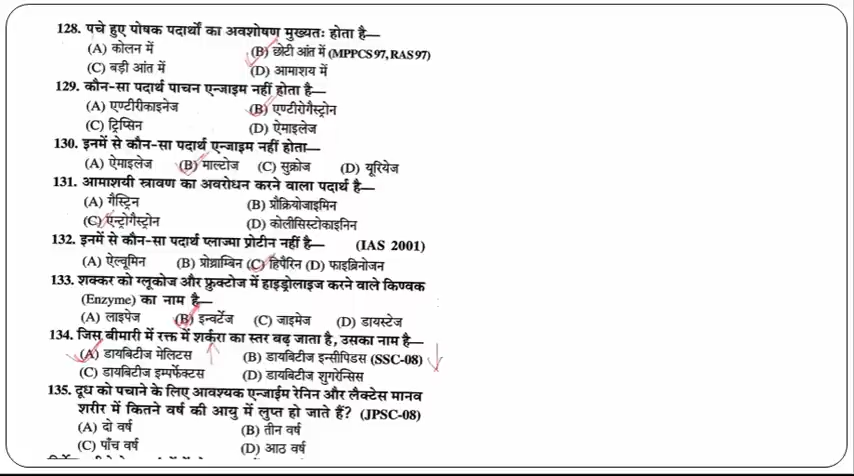 128. पचे हुए पोषक पदार्थों का अवशोषण मुख्यतः होता है—
(A) कोलन में (B) छोटी आंत में (MPPCS 97, RAS 97)
(C) बड़ी आंत में (D) आमाशय में
129. कौन-सा पदार्थ पाचन एन्जाइम नहीं होता है—
(A) एण्टीरीकाइनेज (B) एण्टीरोगैस्ट्रोन
(C) ट्रिप्सिन (D) ऐमाइलेज
130. इनमें से कौन-सा पदार्थ एन्जाइम नहीं होता—
(A) ऐमाइलेज (B) माल्टोज (C) सुक्रोज (D) यूरियेज
131. आमाशयी स्रावण का अवरोधन करने वाला पदार्थ है—
(A) गैस्ट्रिन (B) प्रौक्रियोजाइमिन
(C) एन्ट्रोगैस्ट्रोन (D) कोलीसिस्टोकाइनिन
132. इनमें से कौन-सा पदार्थ प्लाज्मा प्रोटीन नहीं है— (IAS 2001)
(A) ऐल्बूमिन (B) प्रोथ्राम्बिन (C) हिपैरिन (D) फाइब्रिनोजन
133. शक्कर को ग्लूकोज और फ्रुक्टोज में हाइड्रोलाइज करने वाले किण्वक
(Enzyme) का नाम है—
(A) लाइपेज (B) इन्वर्टेज (C) जाइमेज (D) डायस्टेज
134. जिस बीमारी में रक्त में शर्करा का स्तर बढ़ जाता है, उसका नाम है—
(A) डायबिटीज मेलिटस (B) डायबिटीज इन्सीपिडस (SSC-08)
(C) डायबिटीज इम्पर्फेक्टस (D) डायबिटीज शुगरेन्सिस
135. दूध को पचाने के लिए आवश्यक एन्जाईम रेनिन और लैक्टेस मानव
शरीर में कितने वर्ष की आयु में लुप्त हो जाते हैं? (JPSC-08)
(A) दो वर्ष (B) तीन वर्ष
(C) पाँच वर्ष (D) आठ वर्ष